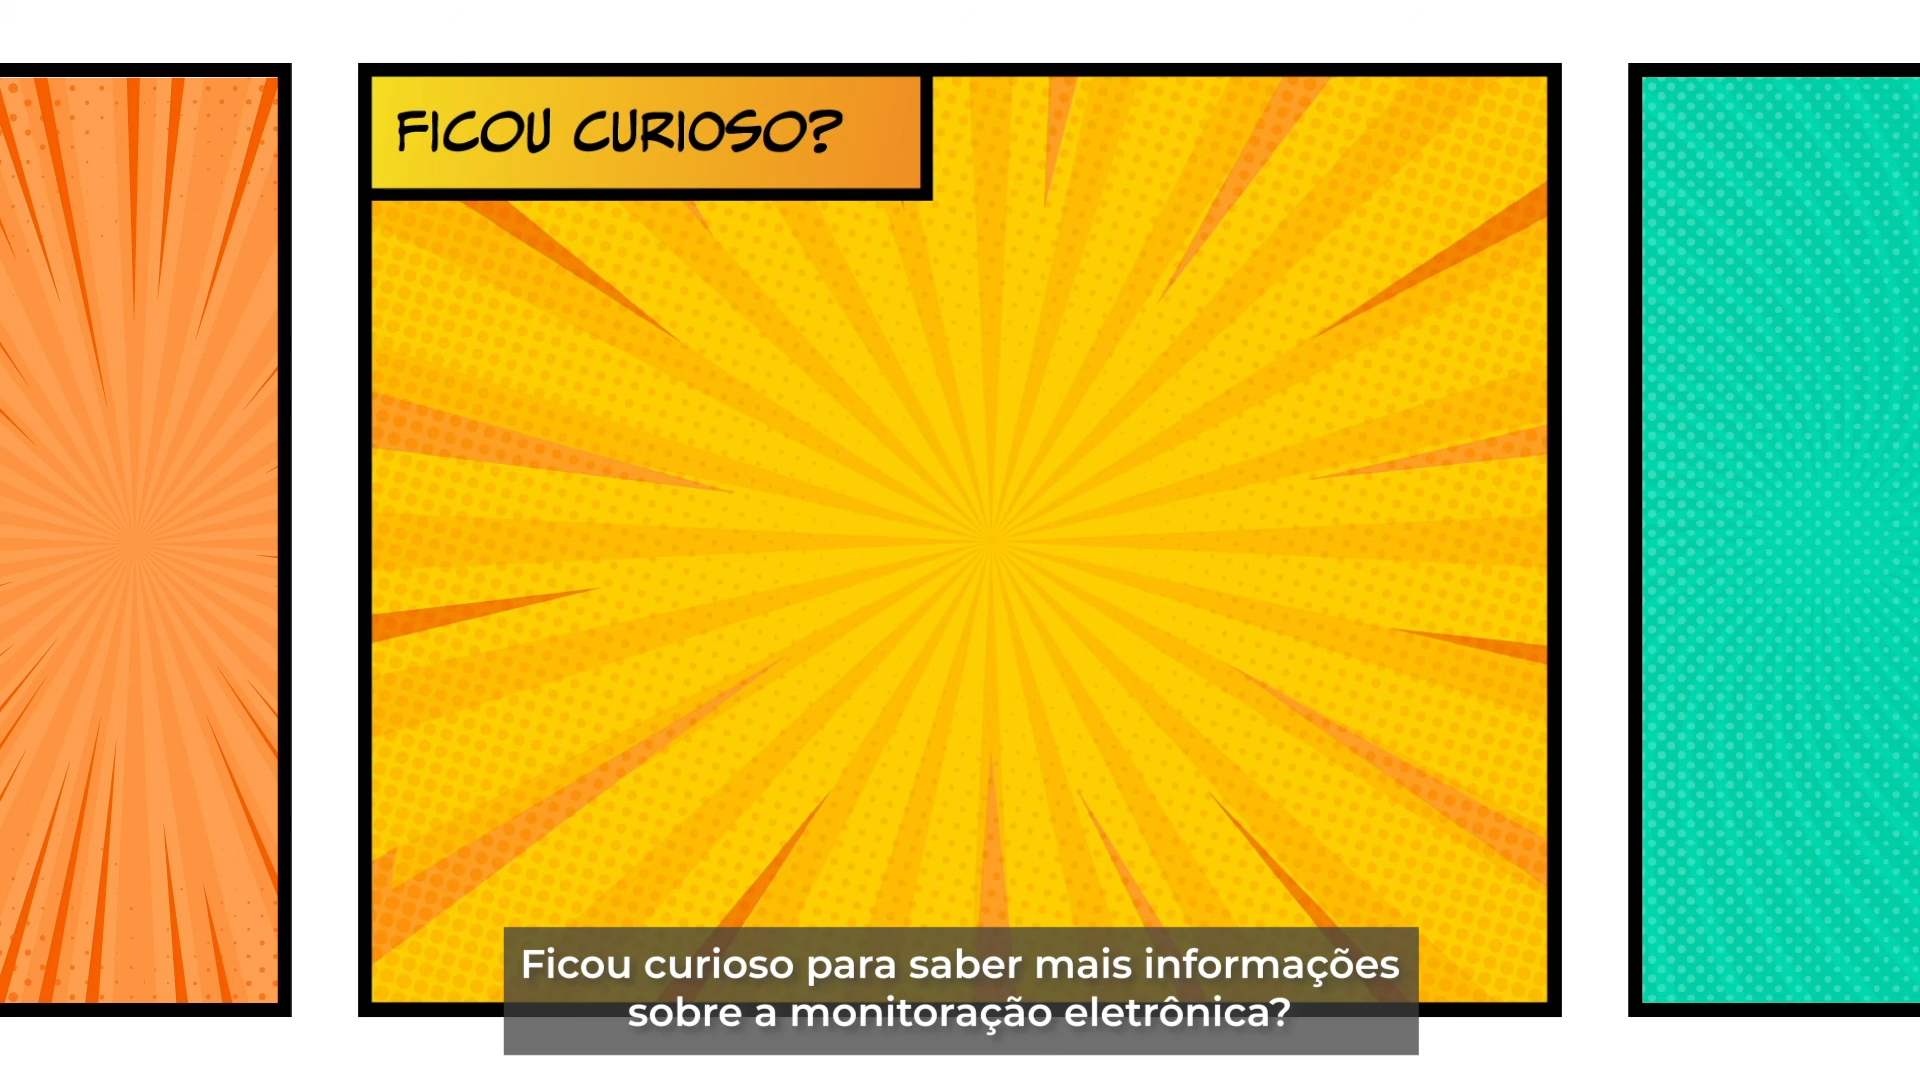 FICOU CURIOSO?
Ficou curioso para saber mais informações
sobre a monitoração eletrônica?